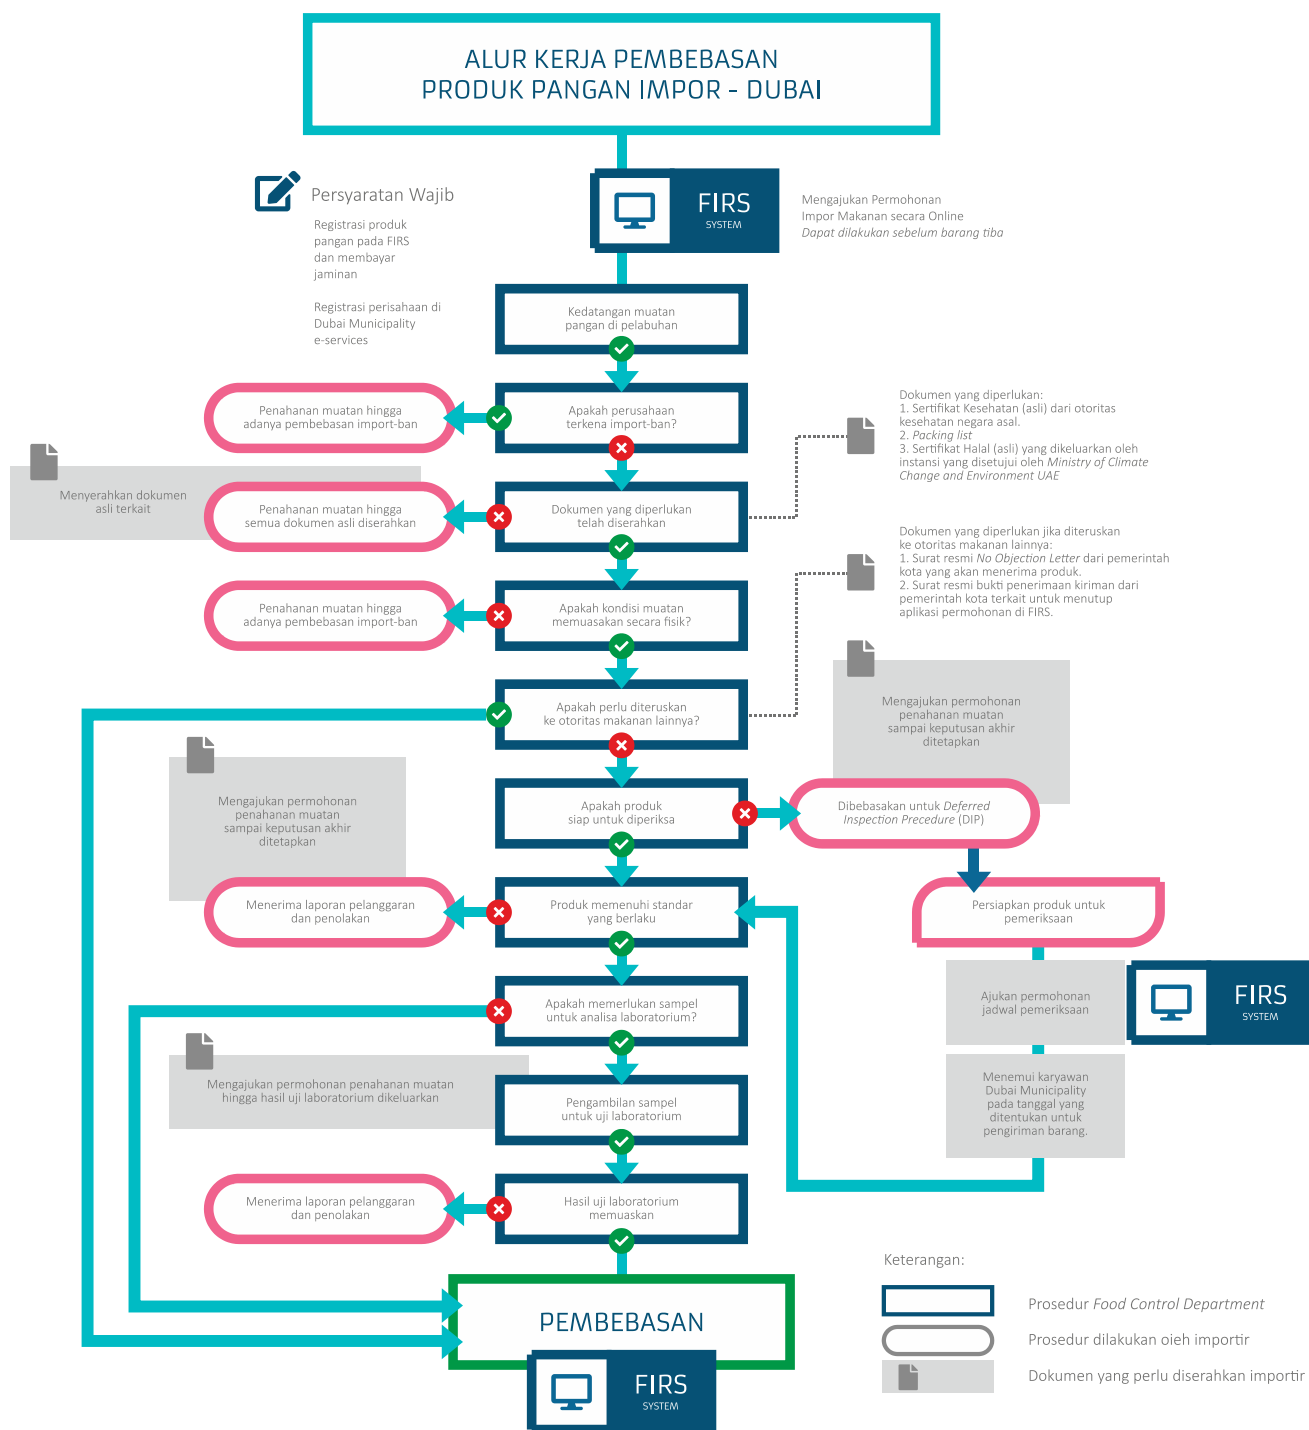 ALUR KERJA PEMBEBASAN
PRODUK PANGAN IMPOR - DUBAI
Persyaratan Wajib
Registrasi produk
pangan pada FIRS
dan membayar
jaminan
Registrasi perisahaan di
Dubai Municipality
e-services
FIRS
SYSTEM
Mengajukan Permohonan
Impor Makanan secara Online
Dapat dilakukan sebelum barang tiba
Kedatangan muatan
pangan di pelabuhan
Penahanan muatan hingga
adanya pembebasan import-ban
Apakah perusahaan
terkena import-ban?
Dokumen yang diperlukan:
1. Sertifikat Kesehatan (asli) dari otoritas
kesehatan negara asal.
2. Packing list
3. Sertifikat Halal (asli) yang dikeluarkan oleh
instansi yang disetujui oleh Ministry of Climate
Change and Environment UAE
Menyerahkan dokumen
asli terkait
Penahanan muatan hingga
semua dokumen asli diserahkan
Dokumen yang diperlukan
telah diserahkan
Dokumen yang diperlukan jika diteruskan
ke otoritas makanan lainnya:
1. Surat resmi No Objection Letter dari pemerintah
kota yang akan menerima produk.
2. Surat resmi bukti penerimaan kiriman dari
pemerintah kota terkait untuk menutup
aplikasi permohonan di FIRS.
Penahanan muatan hingga
adanya pembebasan import-ban
Apakah kondisi muatan
memuasakan secara fisik?
Apakah perlu diteruskan
ke otoritas makanan lainnya?
Mengajukan permohonan
penahanan muatan
sampai keputusan akhir
ditetapkan
Mengajukan permohonan
penahanan muatan
sampai keputusan akhir
ditetapkan
Apakah produk
siap untuk diperiksa
Dibebasakan untuk Deferred
Inspection Precedure (DIP)
Menerima laporan pelanggaran
dan penolakan
Produk memenuhi standar
yang berlaku
Persiapkan produk untuk
pemeriksaan
Apakah memerlukan sampel
untuk analisa laboratorium?
Ajukan permohonan
jadwal pemeriksaan
FIRS
SYSTEM
Mengajukan permohonan penahanan muatan
hingga hasil uji laboratorium dikeluarkan
Pengambilan sampel
untuk uji laboratorium
Menemui karyawan
Dubai Municipality
pada tanggal yang
ditentukan untuk
pengiriman barang.
Menerima laporan pelanggaran
dan penolakan
Hasil uji laboratorium
memuaskan
PEMBEBASAN
FIRS
SYSTEM
Keterangan:
Prosedur Food Control Department
Prosedur dilakukan oieh importir
Dokumen yang perlu diserahkan importir